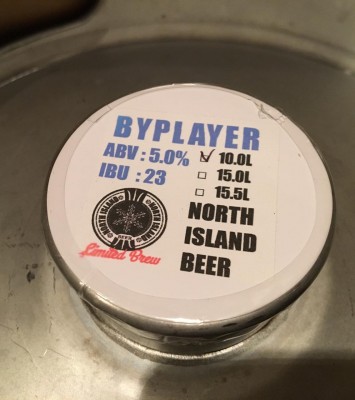 BYPLAYER
ABV : 5.0%
IBU : 23
☑ 10.0L
☐ 15.0L
☐ 15.5L
Limited Brew
NORTH
ISLAND
BEER